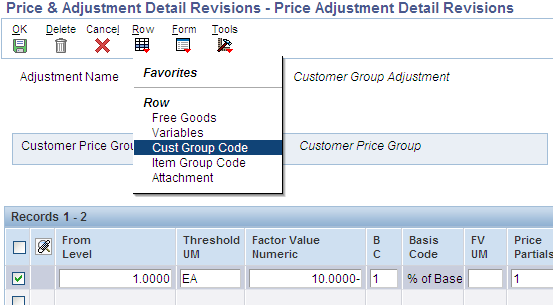 Price & Adjustment Detail Revisions - Price Adjustment Detail Revisions
OK Delete Cancel Row Form Tools
Favorites
Adjustment Name Customer Group Adjustment
Row
Free Goods
Variables
Customer Price Grou Cust Group Code Customer Price Group
Item Group Code
Attachment
Records 1 - 2
From Threshold Factor Value B Basis FV Price
Level UM Numeric C Code UM Partials
1.0000 EA 10.0000- 1 % of Base 1